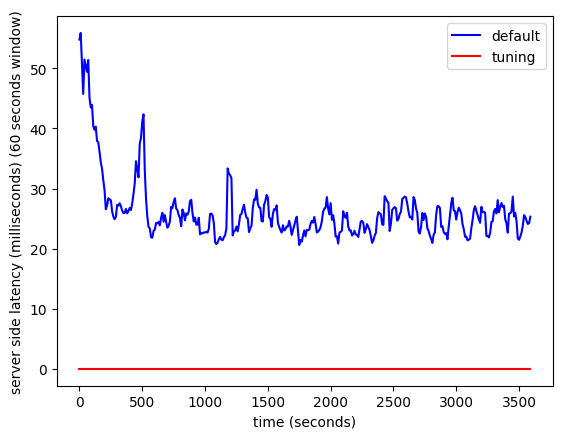 default
tuning
server side latency (milliseconds) (60 seconds window)
50
40
30
20
10
0
0 500 1000 1500 2000 2500 3000 3500
time (seconds)